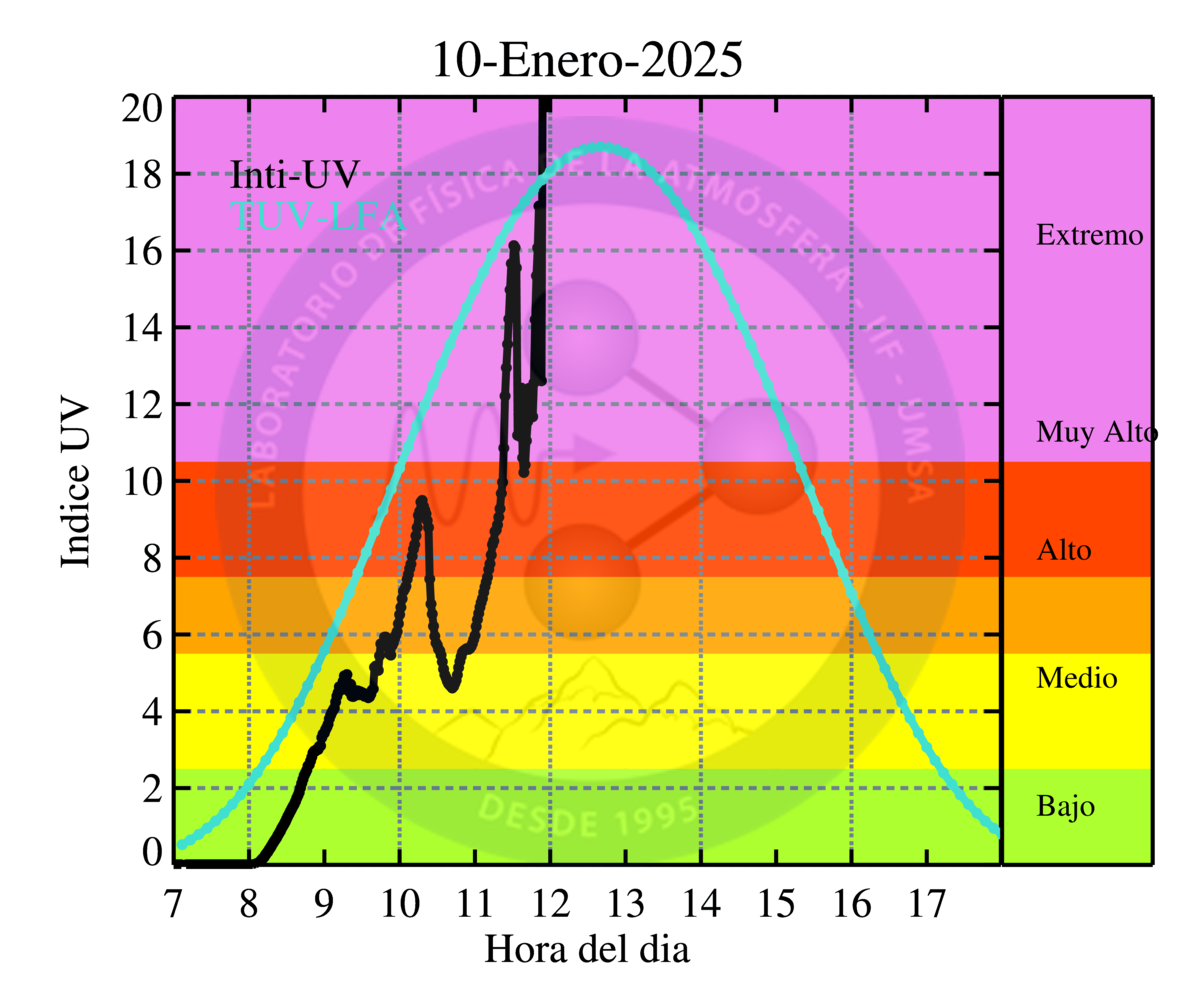 10-Enero-2025
Indice UV
20
18
16
14
12
10
8
6
4
2
0
Inti-UV
TUV-LFA
LABORATORIO DE FÍSICA DE LA ATMÓSFERA - IIF - UMSA
DESDE 1995
Extremo
Muy Alto
Alto
Medio
Bajo
7 8 9 10 11 12 13 14 15 16 17
Hora del dia